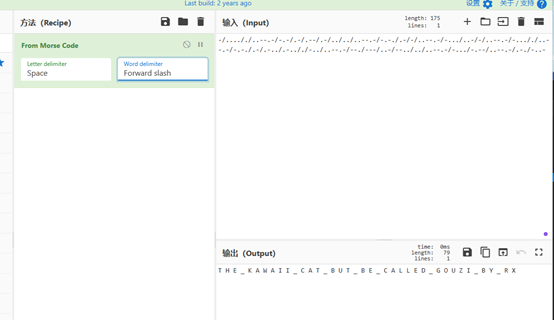 Last build: 2 years ago
设置
关于 / 支持
方法 (Recipe)
From Morse Code
Letter delimiter
Space
Word delimiter
Forward slash
输入 (Input)
length: 175
lines: 1
-/...././..--.-/-.-/.-/.--/.-/../../..--.-/-.-./.-/-/..--.-/-.../..-/-/..--.-/-..././..-
-.-/-.-./.-/.-../.-.././-../..--.-/--./---/..-/--../../..--.-/-.../-.--/..--.-/.-./-..-
输出 (Output)
time: 0ms
length: 79
lines: 1
T H E _ K A W A I I _ C A T _ B U T _ B E _ C A L L E D _ G O U Z I _ B Y _ R X